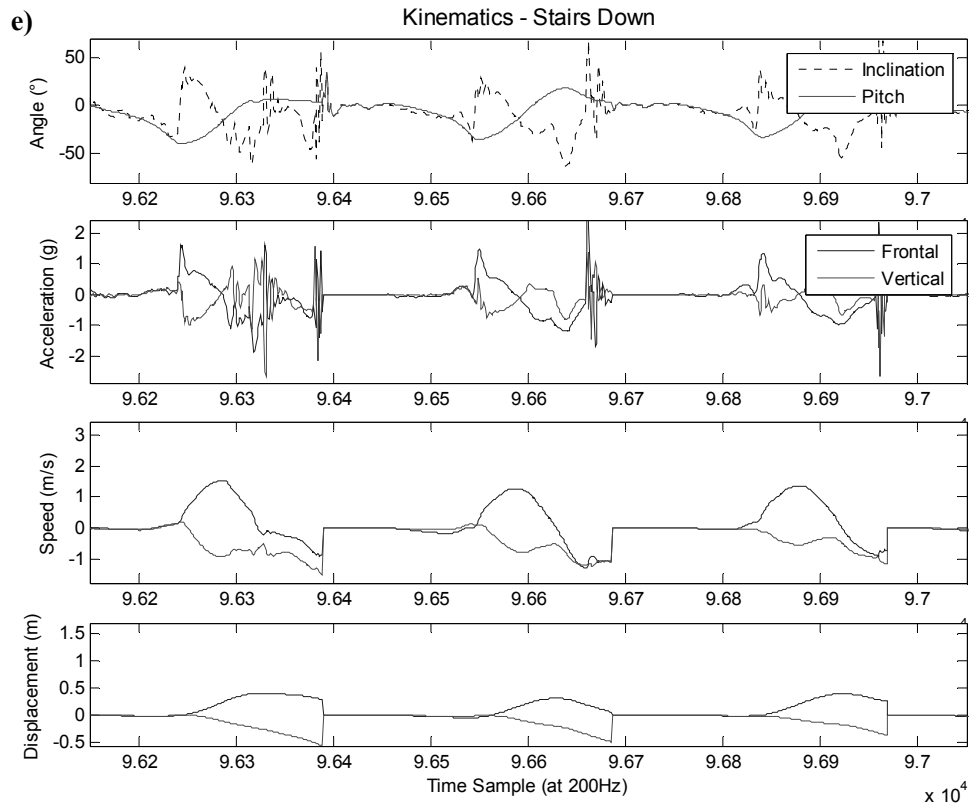 e)
Kinematics - Stairs Down
Angle (°)
50
0
-50
Inclination
Pitch
9.62 9.63 9.64 9.65 9.66 9.67 9.68 9.69 9.7
Acceleration (g)
2
1
0
-1
-2
Frontal
Vertical
9.62 9.63 9.64 9.65 9.66 9.67 9.68 9.69 9.7
Speed (m/s)
3
2
1
0
-1
9.62 9.63 9.64 9.65 9.66 9.67 9.68 9.69 9.7
Displacement (m)
1.5
1
0.5
0
-0.5
9.62 9.63 9.64 9.65 9.66 9.67 9.68 9.69 9.7
Time Sample (at 200Hz)
x 10⁴